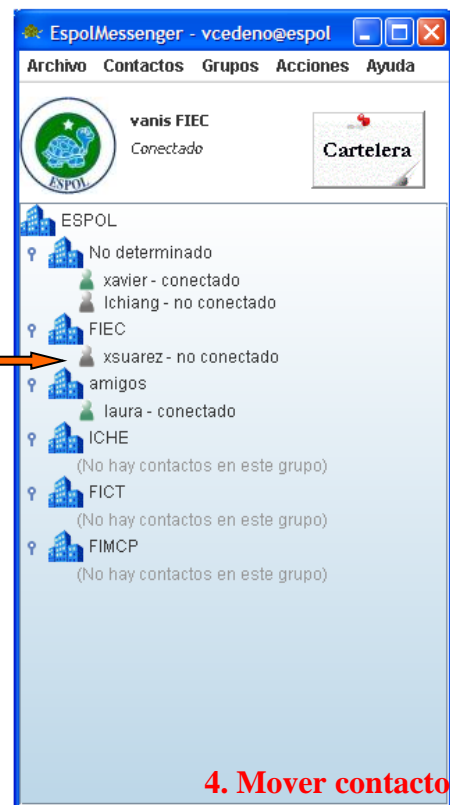 EspolMessenger - vcedeno@espol
Archivo Contactos Grupos Acciones Ayuda
vanis FIEC
Conectado
Cartelera
ESPOL
ESPOL
No determinado
xavier - conectado
lchiang - no conectado
FIEC
xsuarez - no conectado
amigos
laura - conectado
ICHE
(No hay contactos en este grupo)
FICT
(No hay contactos en este grupo)
FIMCP
(No hay contactos en este grupo)
4. Mover contacto